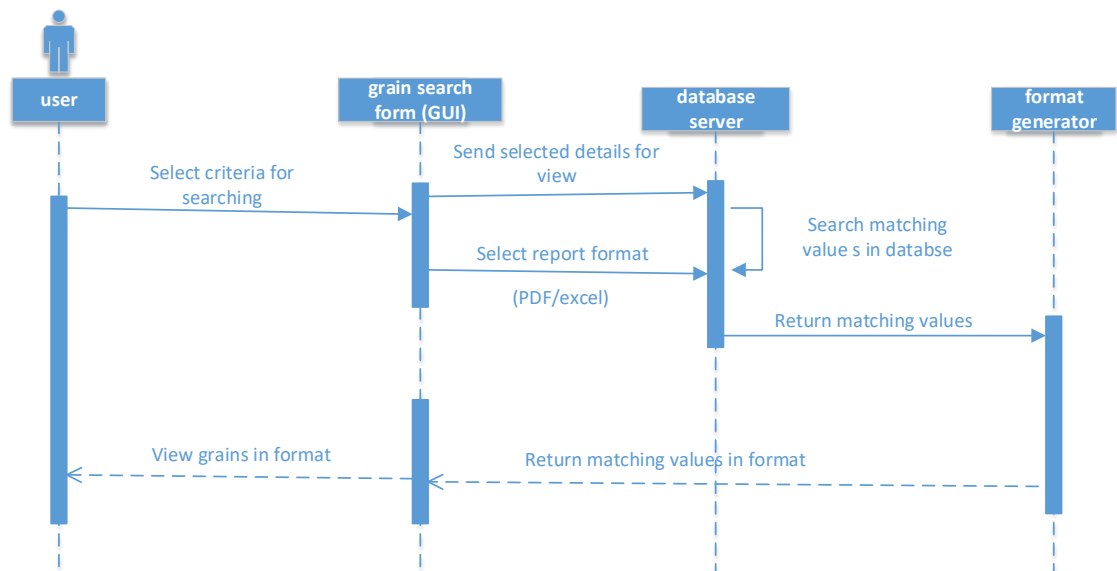 user
grain search
form (GUI)
database
server
format
generator
Send selected details for
view
Select criteria for
searching
Search matching
value s in databse
Select report format
(PDF/excel)
Return matching values
View grains in format
Return matching values in format